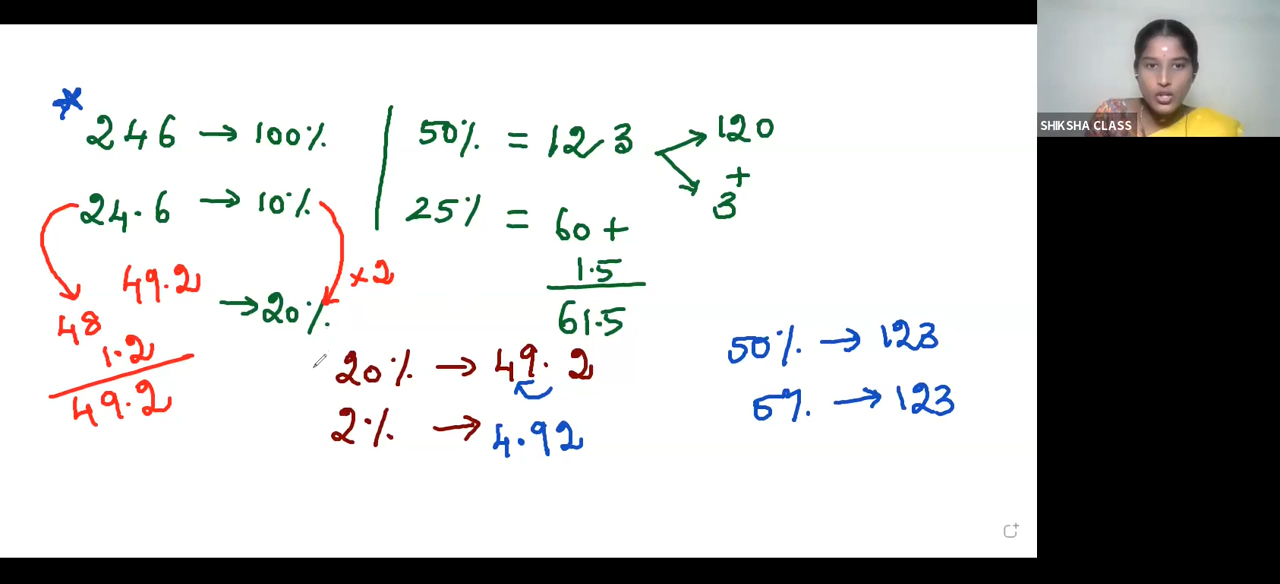 246 → 100%
24.6 → 10%
49.2 → 20%
×2
48
1.2
49.2
50% = 123
120
+
3
25% = 60 +
1.5
61.5
20% → 49.2
2% → 4.92
50% → 123
5% → 123
SHIKSHA CLASS